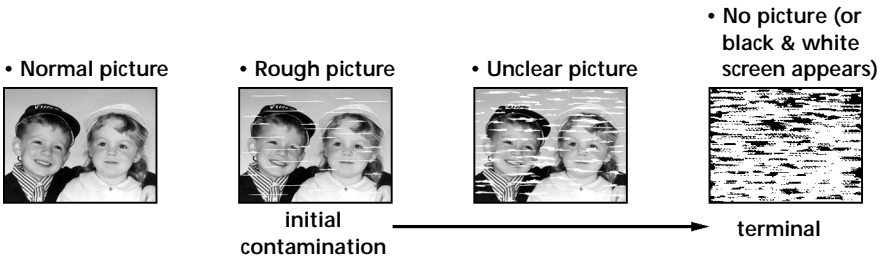 • Normal picture
• Rough picture
• Unclear picture
• No picture (or
black & white
screen appears)
initial
contamination
terminal